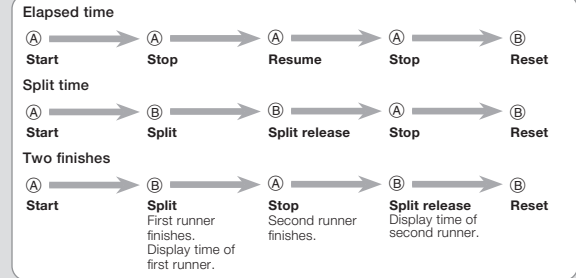 Elapsed time
Ⓐ Ⓐ Ⓐ Ⓐ Ⓑ
Start Stop Resume Stop Reset
Split time
Ⓐ Ⓑ Ⓑ Ⓐ Ⓑ
Start Split Split release Stop Reset
Two finishes
Ⓐ Ⓑ Ⓐ Ⓑ Ⓑ
Start Split Stop Split release Reset
First runner Second runner Display time of
finishes. finishes. second runner.
Display time of
first runner.